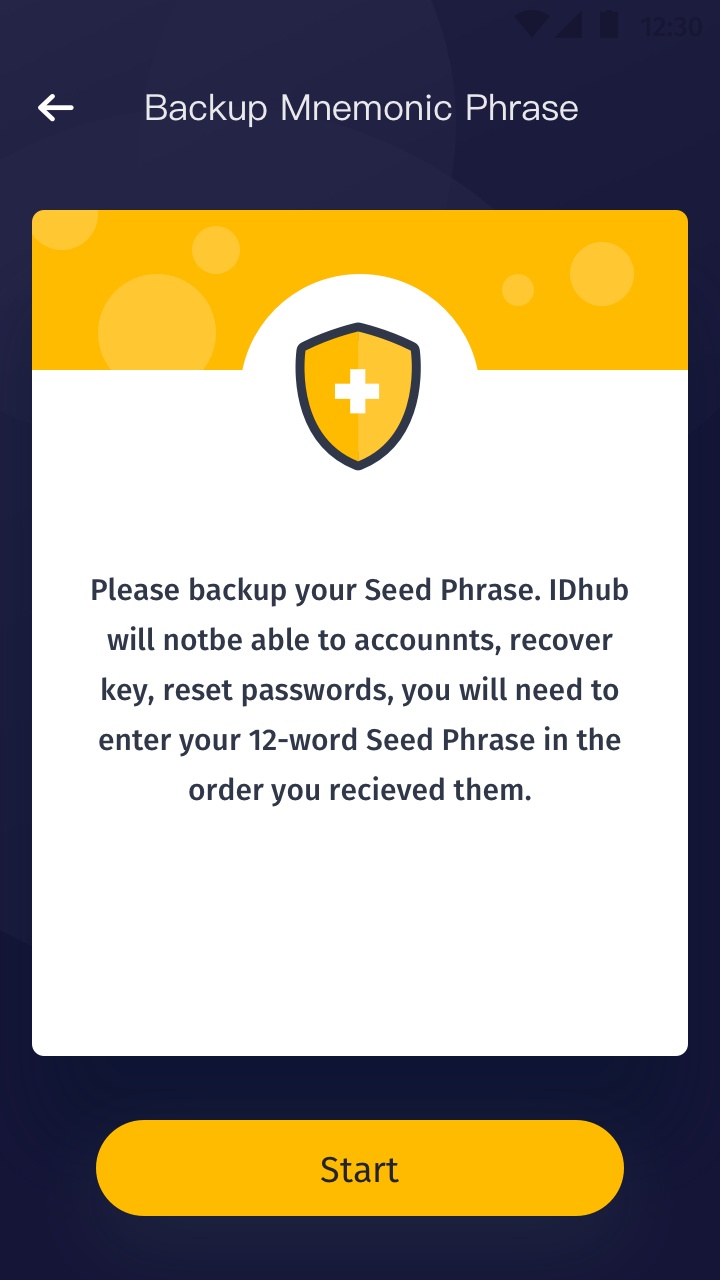 12:30
Backup Mnemonic Phrase
Please backup your Seed Phrase. IDhub
will notbe able to accounnts, recover
key, reset passwords, you will need to
enter your 12-word Seed Phrase in the
order you recieved them.
Start